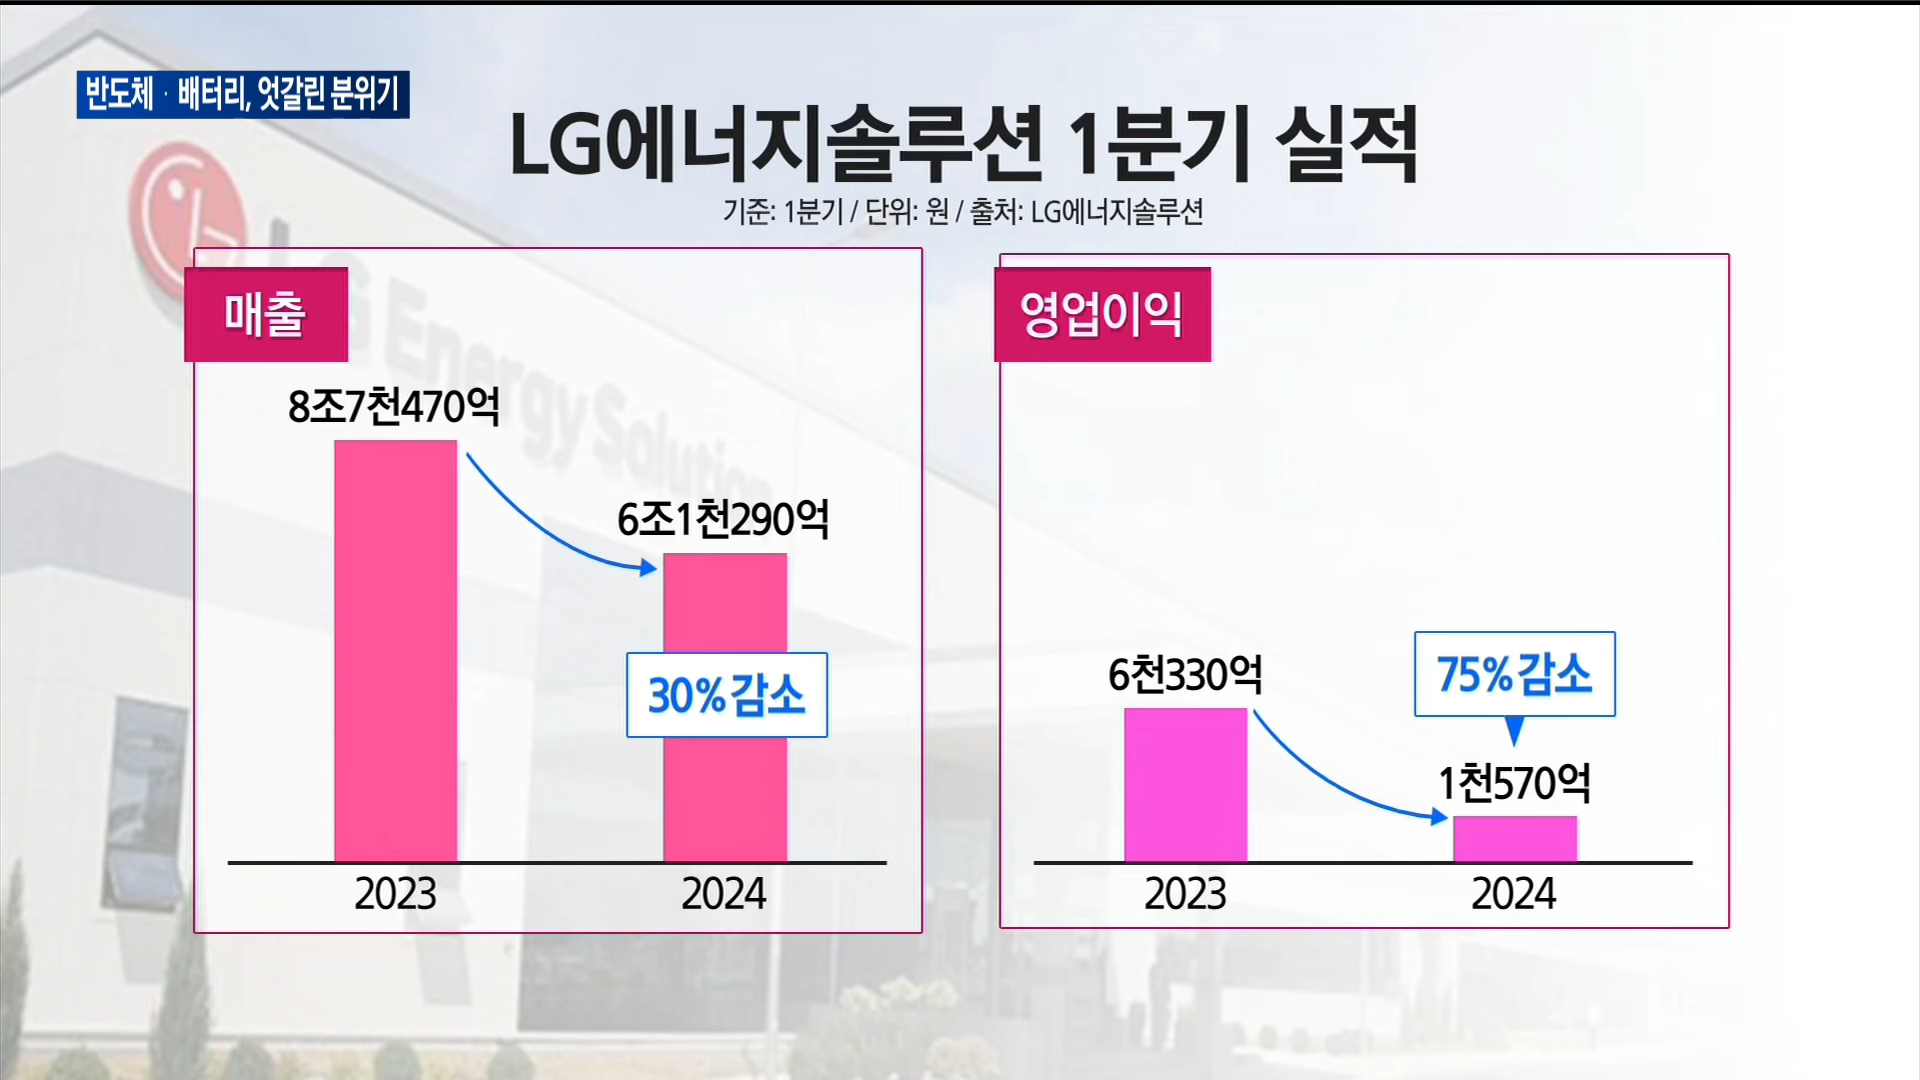 반도체·배터리, 엇갈린 분위기
LG에너지솔루션 1분기 실적
기준: 1분기 / 단위: 원 / 출처: LG에너지솔루션
LG Energy Solution
매출
8조7천470억
6조1천290억
30%감소
2023
2024
영업이익
6천330억
75%감소
1천570억
2023
2024